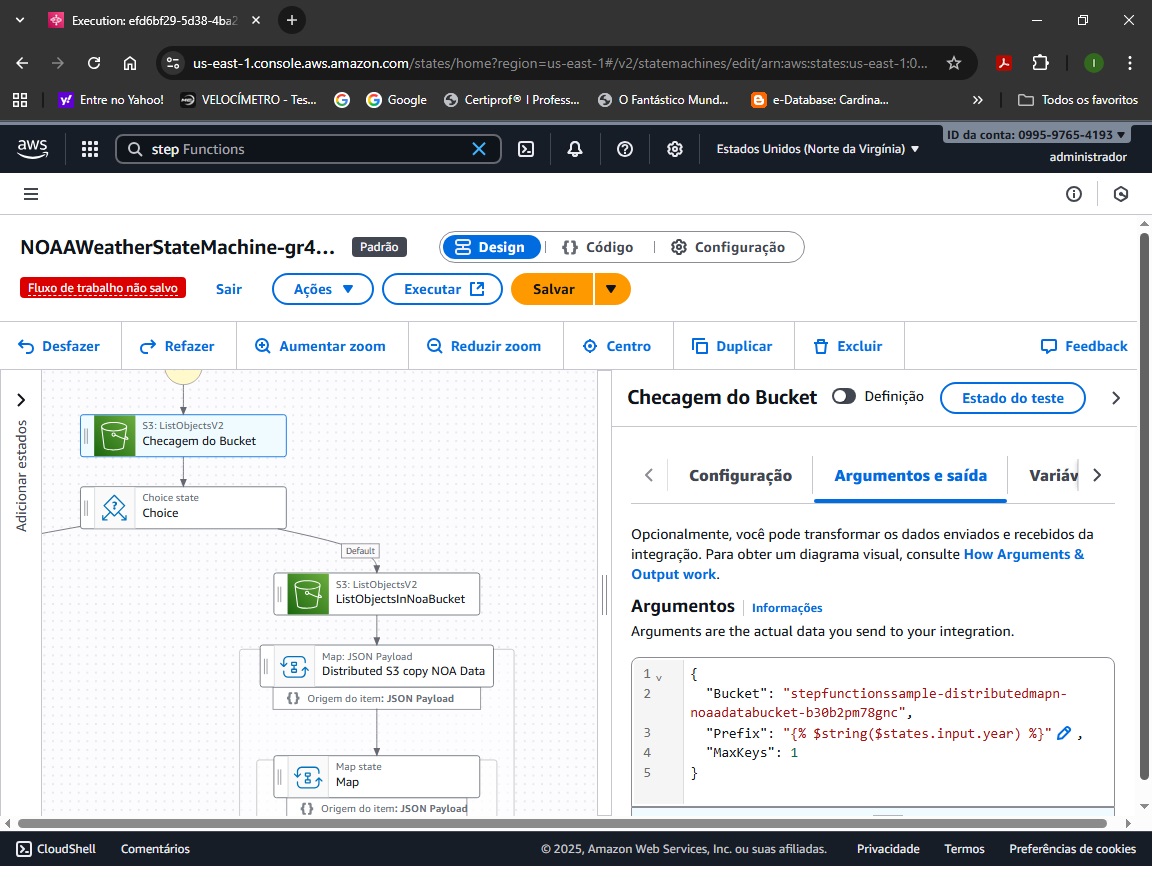 Execution: efd6bf29-5d38-4ba2
us-east-1.console.aws.amazon.com/states/home?region=us-east-1#/v2/statemachines/edit/arn:aws:states:us-east-1:0...
I
Entre no Yahoo!
VELOCÍMETRO - Tes...
Google
Certiprof® l Profess...
O Fantástico Mund...
e-Database: Cardina...
Todos os favoritos
aws
step Functions
Estados Unidos (Norte da Virgínia)
ID da conta: 0995-9765-4193
administrador
NOAAWeatherStateMachine-gr4...
Padrão
Design
Código
Configuração
Fluxo de trabalho não salvo
Sair
Ações
Executar
Salvar
Desfazer
Refazer
Aumentar zoom
Reduzir zoom
Centro
Duplicar
Excluir
Feedback
Adicionar estados
S3: ListObjectsV2
Checagem do Bucket
Choice state
Choice
Default
S3: ListObjectsV2
ListObjectsInNoaBucket
Map: JSON Payload
Distributed S3 copy NOA Data
{} Origem do item: JSON Payload
Map state
Map
{} Origem do item: JSON Payload
Checagem do Bucket
Definição
Estado do teste
Configuração
Argumentos e saída
Variáv
Opcionalmente, você pode transformar os dados enviados e recebidos da
integração. Para obter um diagrama visual, consulte How Arguments &
Output work.
Argumentos
Informações
Arguments are the actual data you send to your integration.
1 {
2 "Bucket": "stepfunctionssample-distributedmapn-
noaadatabucket-b30b2pm78gnc",
3 "Prefix": "{% $string($states.input.year) %}" ,
4 "MaxKeys": 1
5 }
CloudShell
Comentários
© 2025, Amazon Web Services, Inc. ou suas afiliadas.
Privacidade
Termos
Preferências de cookies